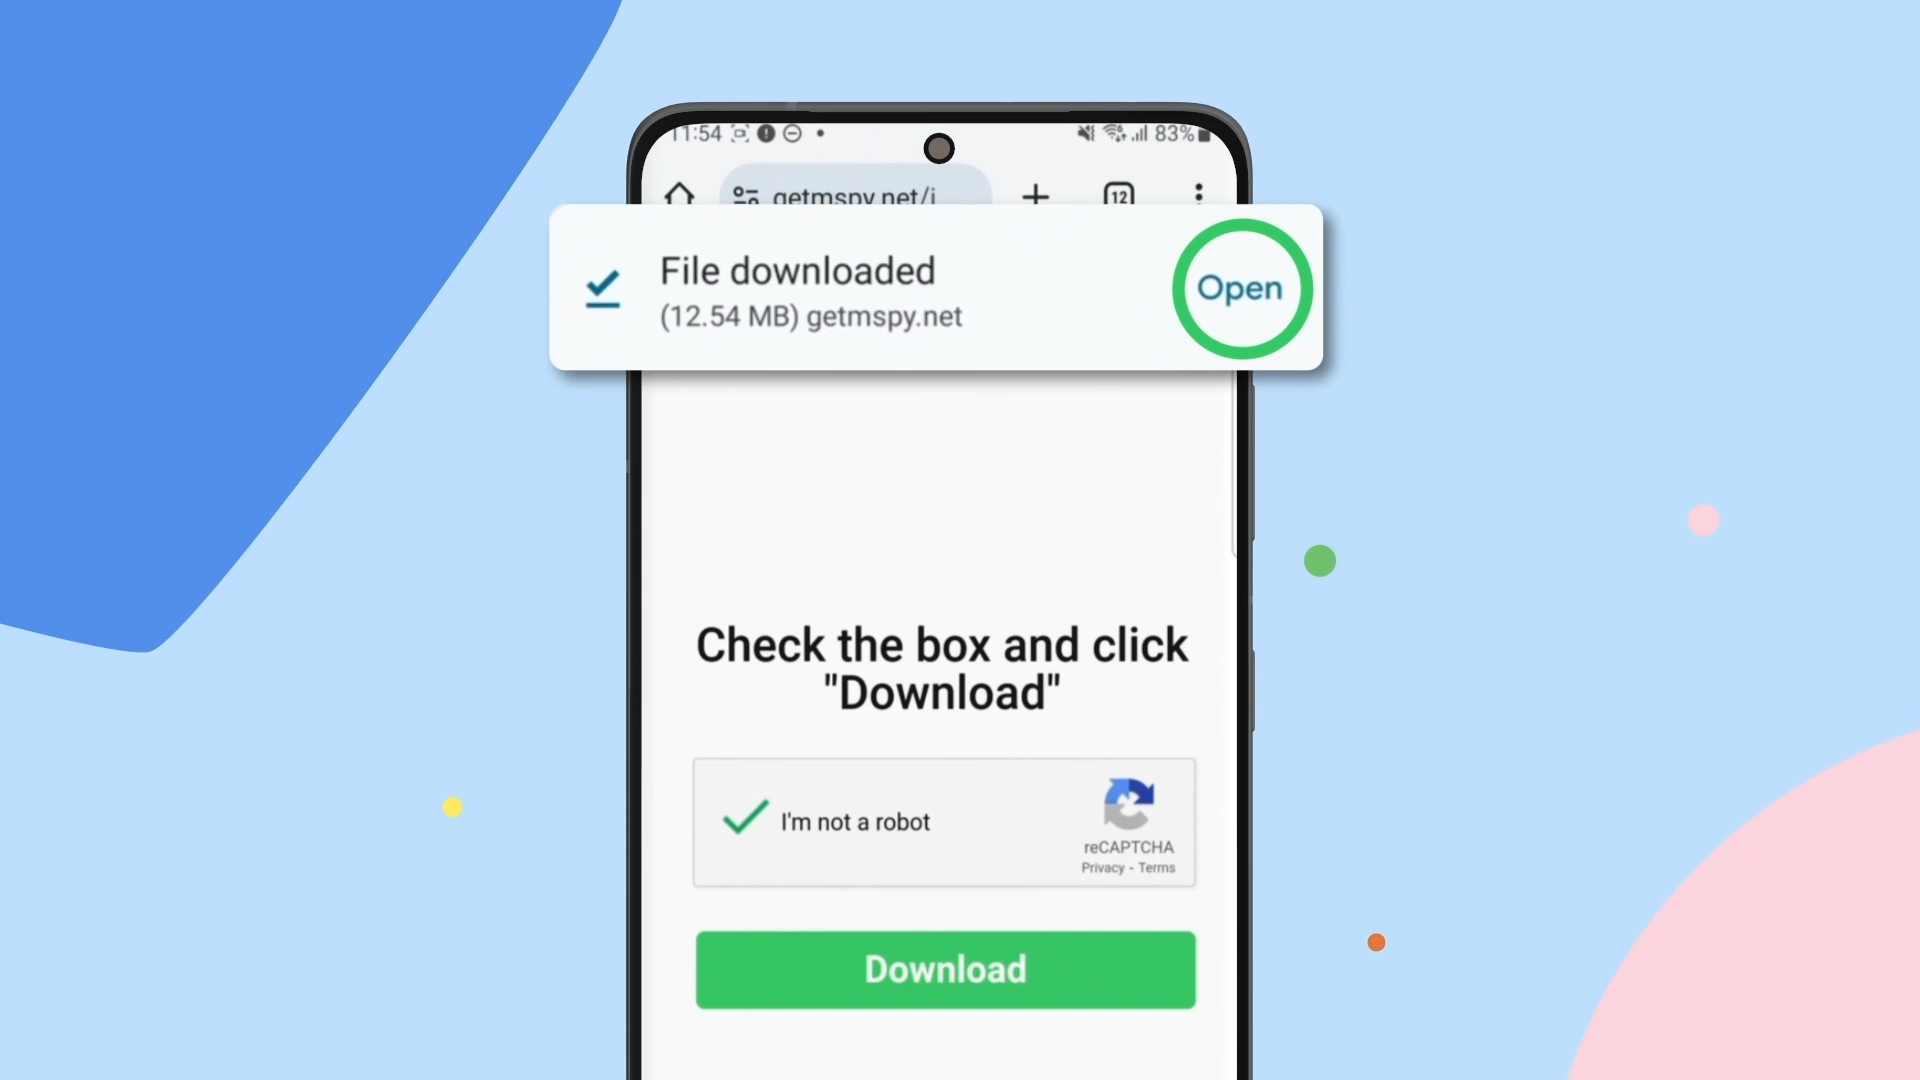 11:54
83%
getmspy.net/i
12
File downloaded
(12.54 MB) getmspy.net
Open
Check the box and click
"Download"
I'm not a robot
reCAPTCHA
Privacy - Terms
Download